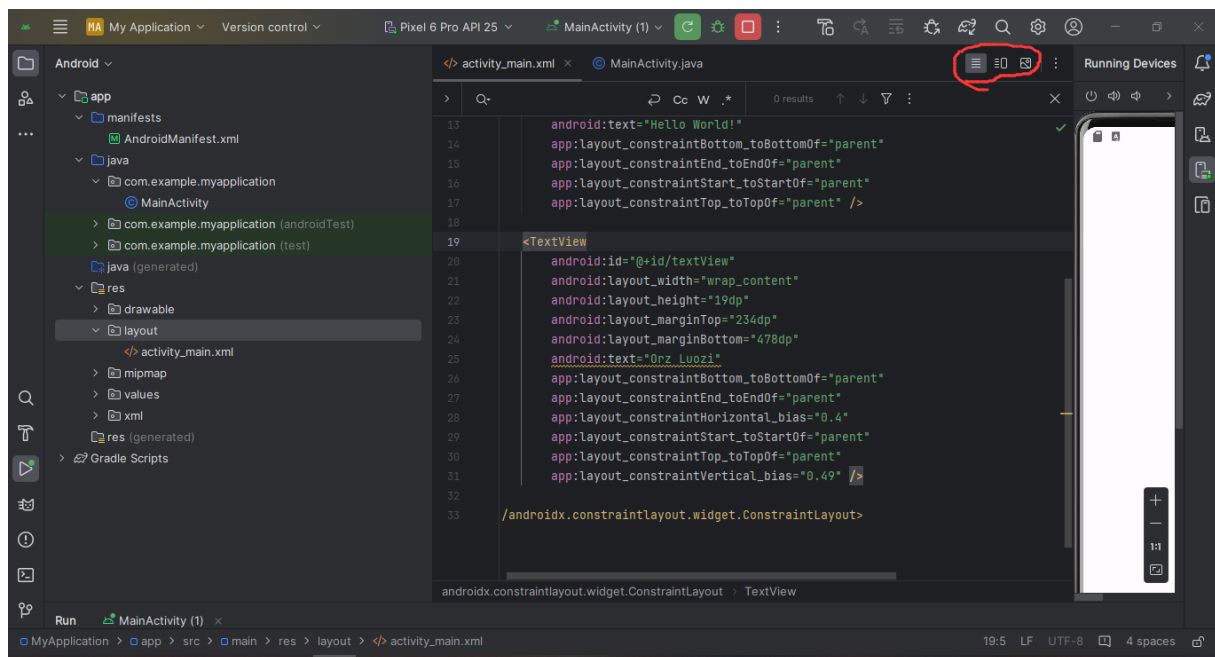 MA My Application Version control Pixel 6 Pro API 25 MainActivity (1)
Android
app
manifests
AndroidManifest.xml
java
com.example.myapplication
MainActivity
com.example.myapplication (androidTest)
com.example.myapplication (test)
java (generated)
res
drawable
layout
activity_main.xml
mipmap
values
xml
res (generated)
Gradle Scripts
activity_main.xml MainActivity.java
Cc W .* 0 results
13 android:text="Hello World!"
14 app:layout_constraintBottom_toBottomOf="parent"
15 app:layout_constraintEnd_toEndOf="parent"
16 app:layout_constraintStart_toStartOf="parent"
17 app:layout_constraintTop_toTopOf="parent" />
18
19 <TextView
20 android:id="@+id/textView"
21 android:layout_width="wrap_content"
22 android:layout_height="19dp"
23 android:layout_marginTop="234dp"
24 android:layout_marginBottom="478dp"
25 android:text="Orz Luozi"
26 app:layout_constraintBottom_toBottomOf="parent"
27 app:layout_constraintEnd_toEndOf="parent"
28 app:layout_constraintHorizontal_bias="0.4"
29 app:layout_constraintStart_toStartOf="parent"
30 app:layout_constraintTop_toTopOf="parent"
31 app:layout_constraintVertical_bias="0.49" />
32
33 /androidx.constraintlayout.widget.ConstraintLayout>
androidx.constraintlayout.widget.ConstraintLayout > TextView
Running Devices
A
1:1
Run MainActivity (1)
MyApplication > app > src > main > res > layout > activity_main.xml 19:5 LF UTF-8 4 spaces